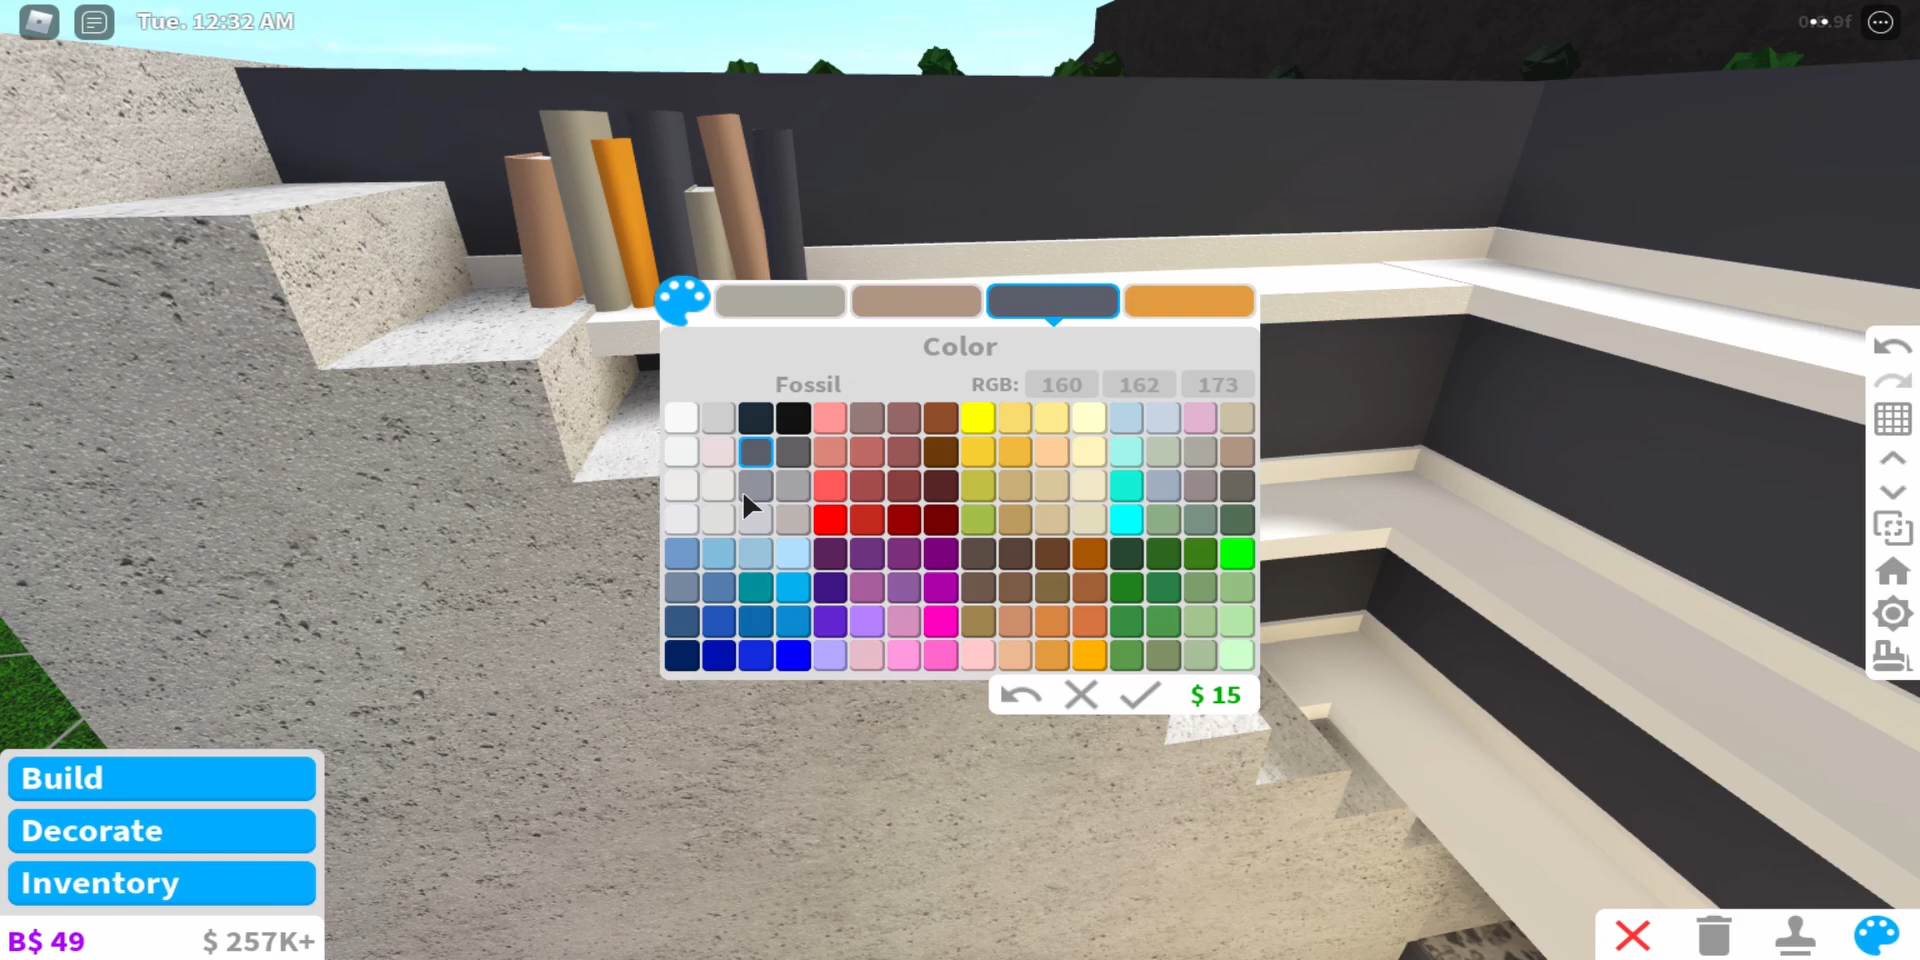 Tue. 12:32 AM
Color
Fossil RGB: 160 162 173
$ 15
Build
Decorate
Inventory
B$ 49 $ 257K+